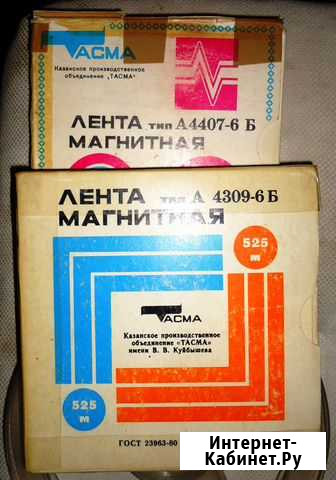 ТАСМА
Казанское производственное
объединение „ТАСМА"
ЛЕНТА тип А4407-6 Б
МАГНИТНАЯ
ЛЕНТА тип А 4309-6 Б
МАГНИТНАЯ
525
м
ТАСМА
Казанское производственное
объединение «ТАСМА»
имени В. В. Куйбышева
525
м
ГОСТ 23963-80
Интернет-
Кабинет.Ру